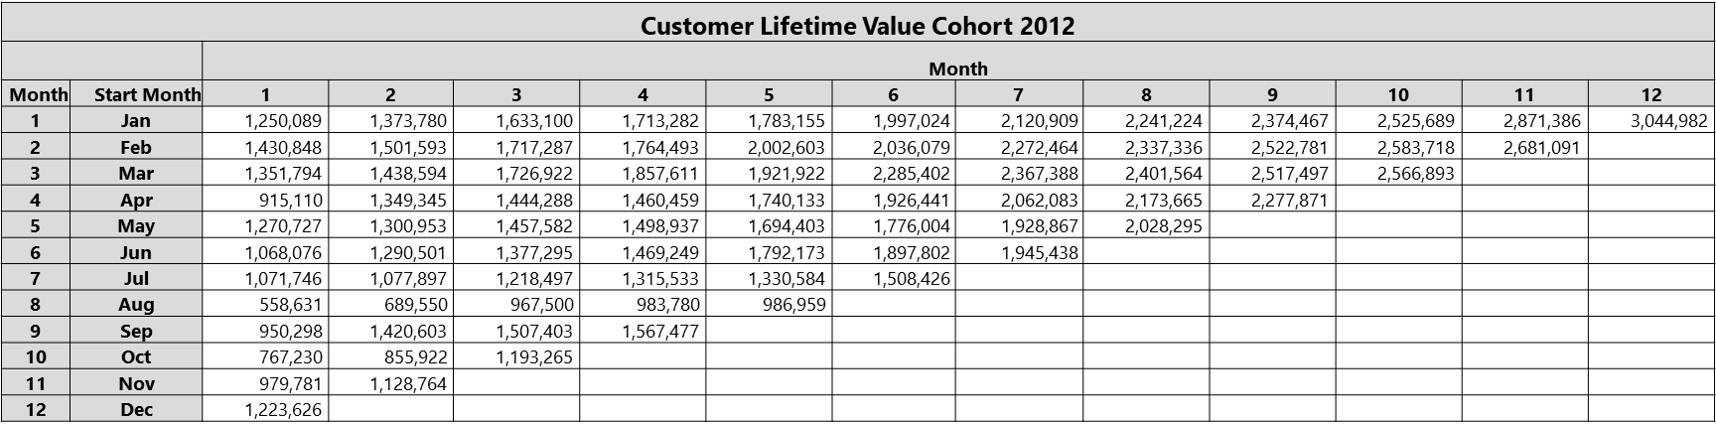 Customer Lifetime Value Cohort 2012
Month
Month Start Month 1 2 3 4 5 6 7 8 9 10 11 12
1 Jan 1,250,089 1,373,780 1,633,100 1,713,282 1,783,155 1,997,024 2,120,909 2,241,224 2,374,467 2,525,689 2,871,386 3,044,982
2 Feb 1,430,848 1,501,593 1,717,287 1,764,493 2,002,603 2,036,079 2,272,464 2,337,336 2,522,781 2,583,718 2,681,091
3 Mar 1,351,794 1,438,594 1,726,922 1,857,611 1,921,922 2,285,402 2,367,388 2,401,564 2,517,497 2,566,893
4 Apr 915,110 1,349,345 1,444,288 1,460,459 1,740,133 1,926,441 2,062,083 2,173,665 2,277,871
5 May 1,270,727 1,300,953 1,457,582 1,498,937 1,694,403 1,776,004 1,928,867 2,028,295
6 Jun 1,068,076 1,290,501 1,377,295 1,469,249 1,792,173 1,897,802 1,945,438
7 Jul 1,071,746 1,077,897 1,218,497 1,315,533 1,330,584 1,508,426
8 Aug 558,631 689,550 967,500 983,780 986,959
9 Sep 950,298 1,420,603 1,507,403 1,567,477
10 Oct 767,230 855,922 1,193,265
11 Nov 979,781 1,128,764
12 Dec 1,223,626